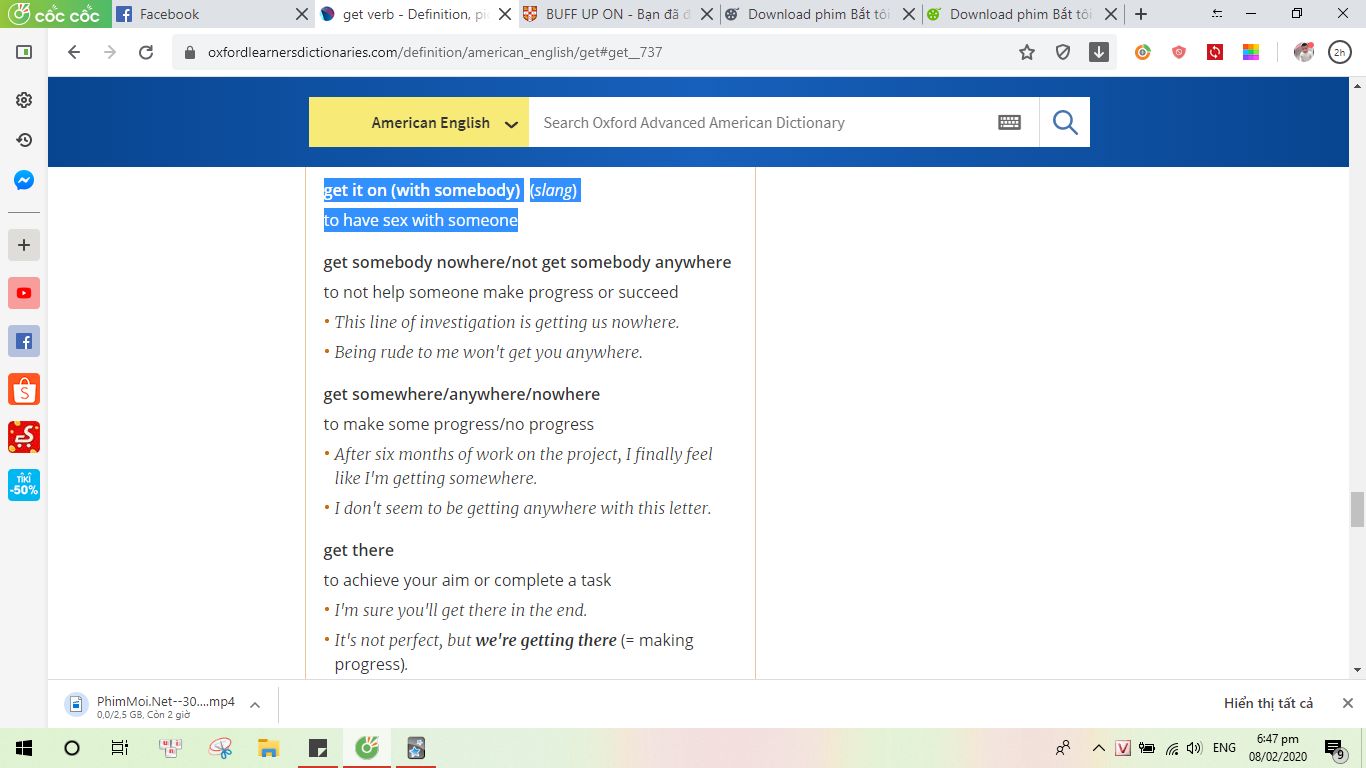 cốc cốc
Facebook
get verb - Definition, pi
BUFF UP ON - Bạn đã đ
Download phim Bắt tôi
Download phim Bắt tôi
oxfordlearnersdictionaries.com/definition/american_english/get#get__737
2h
American English
Search Oxford Advanced American Dictionary
get it on (with somebody) (slang)
to have sex with someone
get somebody nowhere/not get somebody anywhere
to not help someone make progress or succeed
• This line of investigation is getting us nowhere.
• Being rude to me won't get you anywhere.
get somewhere/anywhere/nowhere
to make some progress/no progress
• After six months of work on the project, I finally feel
like I'm getting somewhere.
• I don't seem to be getting anywhere with this letter.
get there
to achieve your aim or complete a task
• I'm sure you'll get there in the end.
• It's not perfect, but we're getting there (= making
progress).
TIKI
-50%
PhimMoi.Net--30....mp4
0,0/2,5 GB, Còn 2 giờ
Hiển thị tất cả
V
ENG
6:47 pm
08/02/2020
9